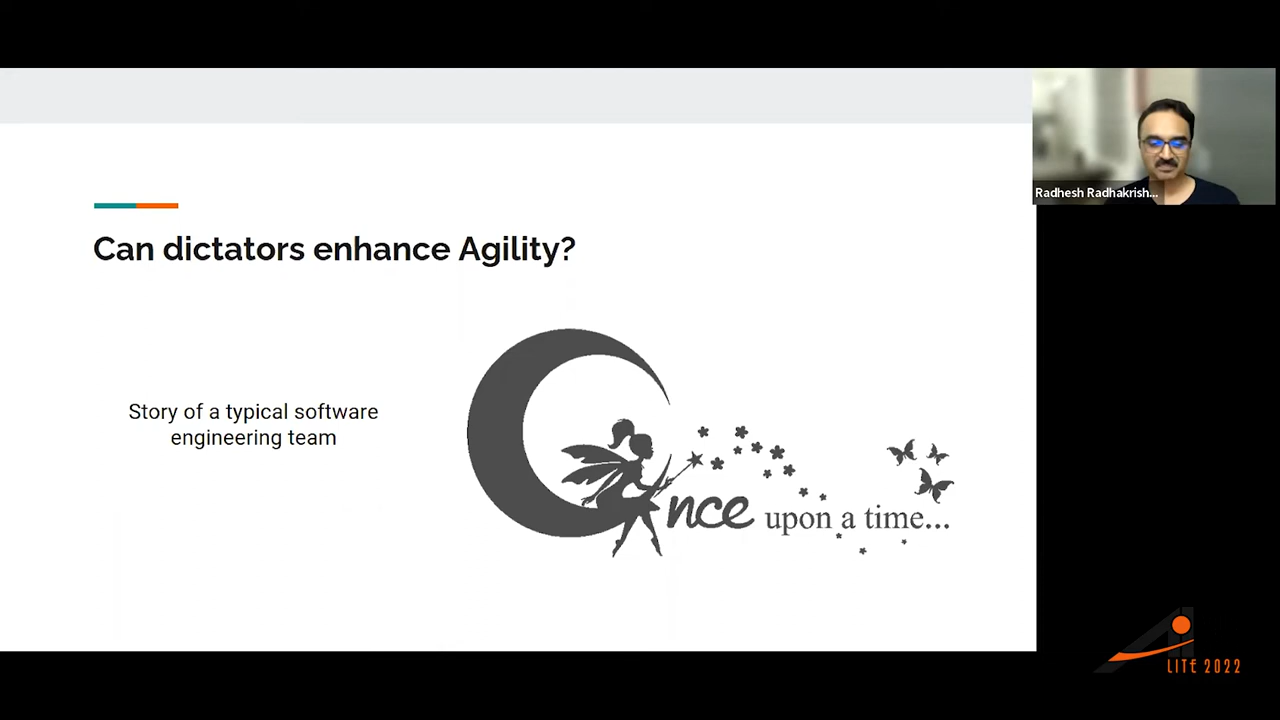 Radhesh Radhakrish...
Can dictators enhance Agility?
Story of a typical software
engineering team
Once upon a time...
LITE 2022